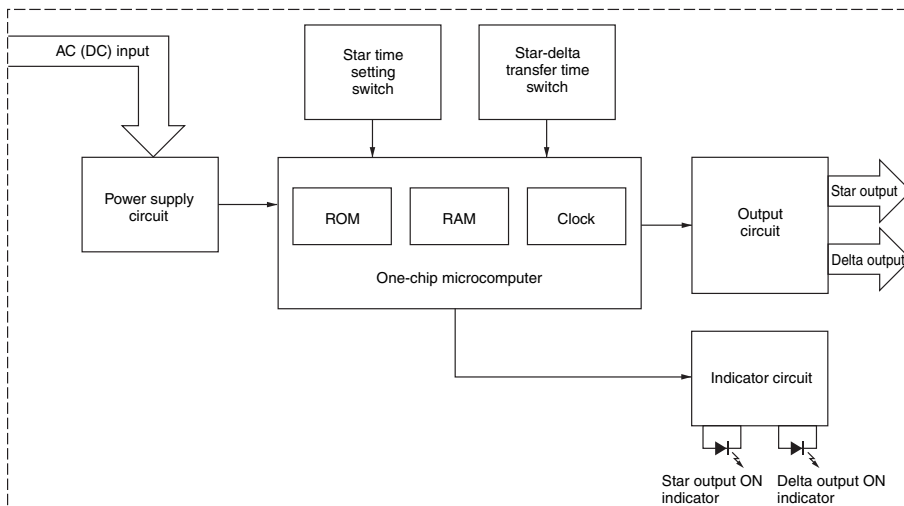 AC (DC) input
Star time
setting
switch
Star-delta
transfer time
switch
Power supply
circuit
ROM
RAM
Clock
One-chip microcomputer
Output
circuit
Star output
Delta output
Indicator circuit
Star output ON
indicator
Delta output ON
indicator